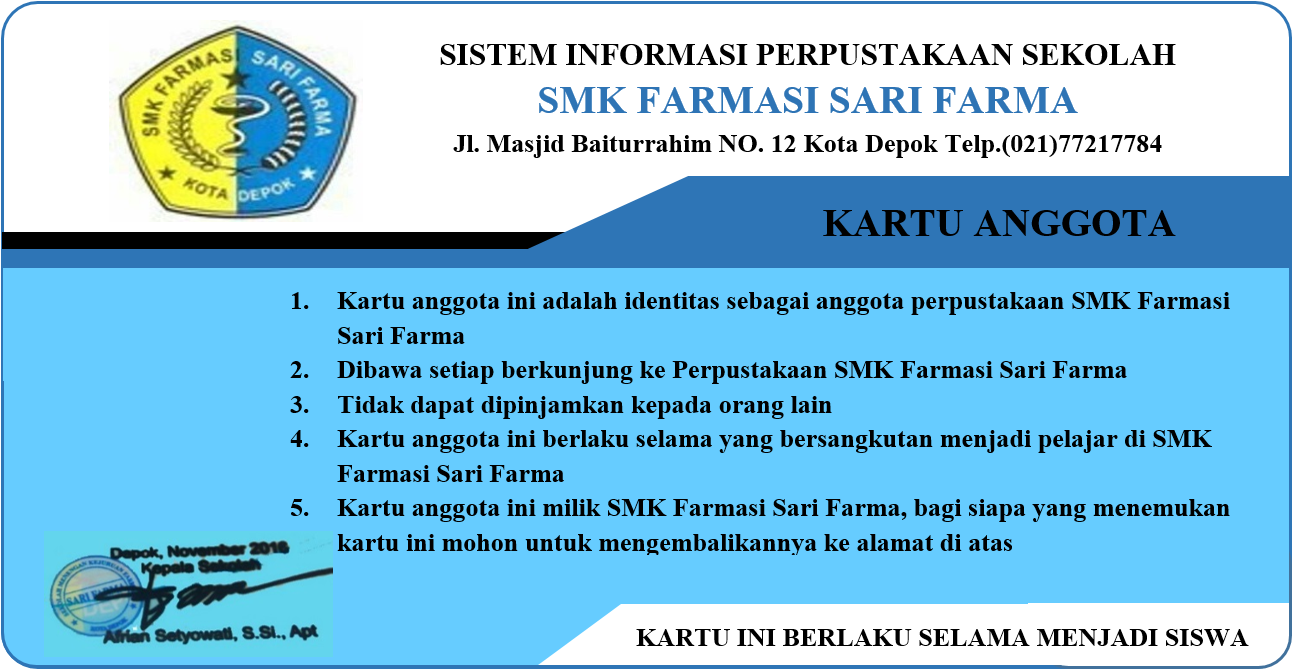 SMK FARMASI SARI FARMA
KOTA DEPOK
SISTEM INFORMASI PERPUSTAKAAN SEKOLAH
SMK FARMASI SARI FARMA
Jl. Masjid Baiturrahim NO. 12 Kota Depok Telp.(021)77217784
KARTU ANGGOTA
1. Kartu anggota ini adalah identitas sebagai anggota perpustakaan SMK Farmasi
Sari Farma
2. Dibawa setiap berkunjung ke Perpustakaan SMK Farmasi Sari Farma
3. Tidak dapat dipinjamkan kepada orang lain
4. Kartu anggota ini berlaku selama yang bersangkutan menjadi pelajar di SMK
Farmasi Sari Farma
5. Kartu anggota ini milik SMK Farmasi Sari Farma, bagi siapa yang menemukan
kartu ini mohon untuk mengembalikannya ke alamat di atas
Depok, November 2016
Kepala Sekolah
SARI FARMA
Afrian Setyowati, S.Si., Apt
KARTU INI BERLAKU SELAMA MENJADI SISWA